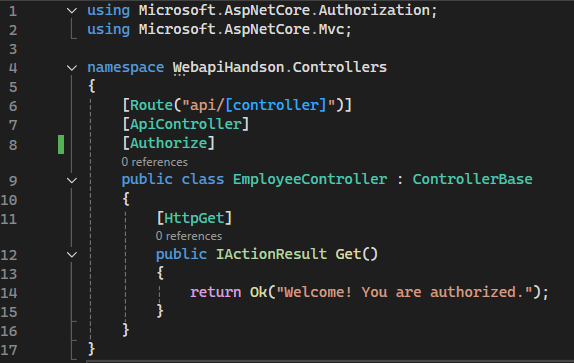 1 using Microsoft.AspNetCore.Authorization;
2 using Microsoft.AspNetCore.Mvc;
3
4 namespace WebapiHandson.Controllers
5 {
6 [Route("api/[controller]")]
7 [ApiController]
8 [Authorize]
0 references
9 public class EmployeeController : ControllerBase
10 {
11 [HttpGet]
0 references
12 public IActionResult Get()
13 {
14 return Ok("Welcome! You are authorized.");
15 }
16 }
17 }